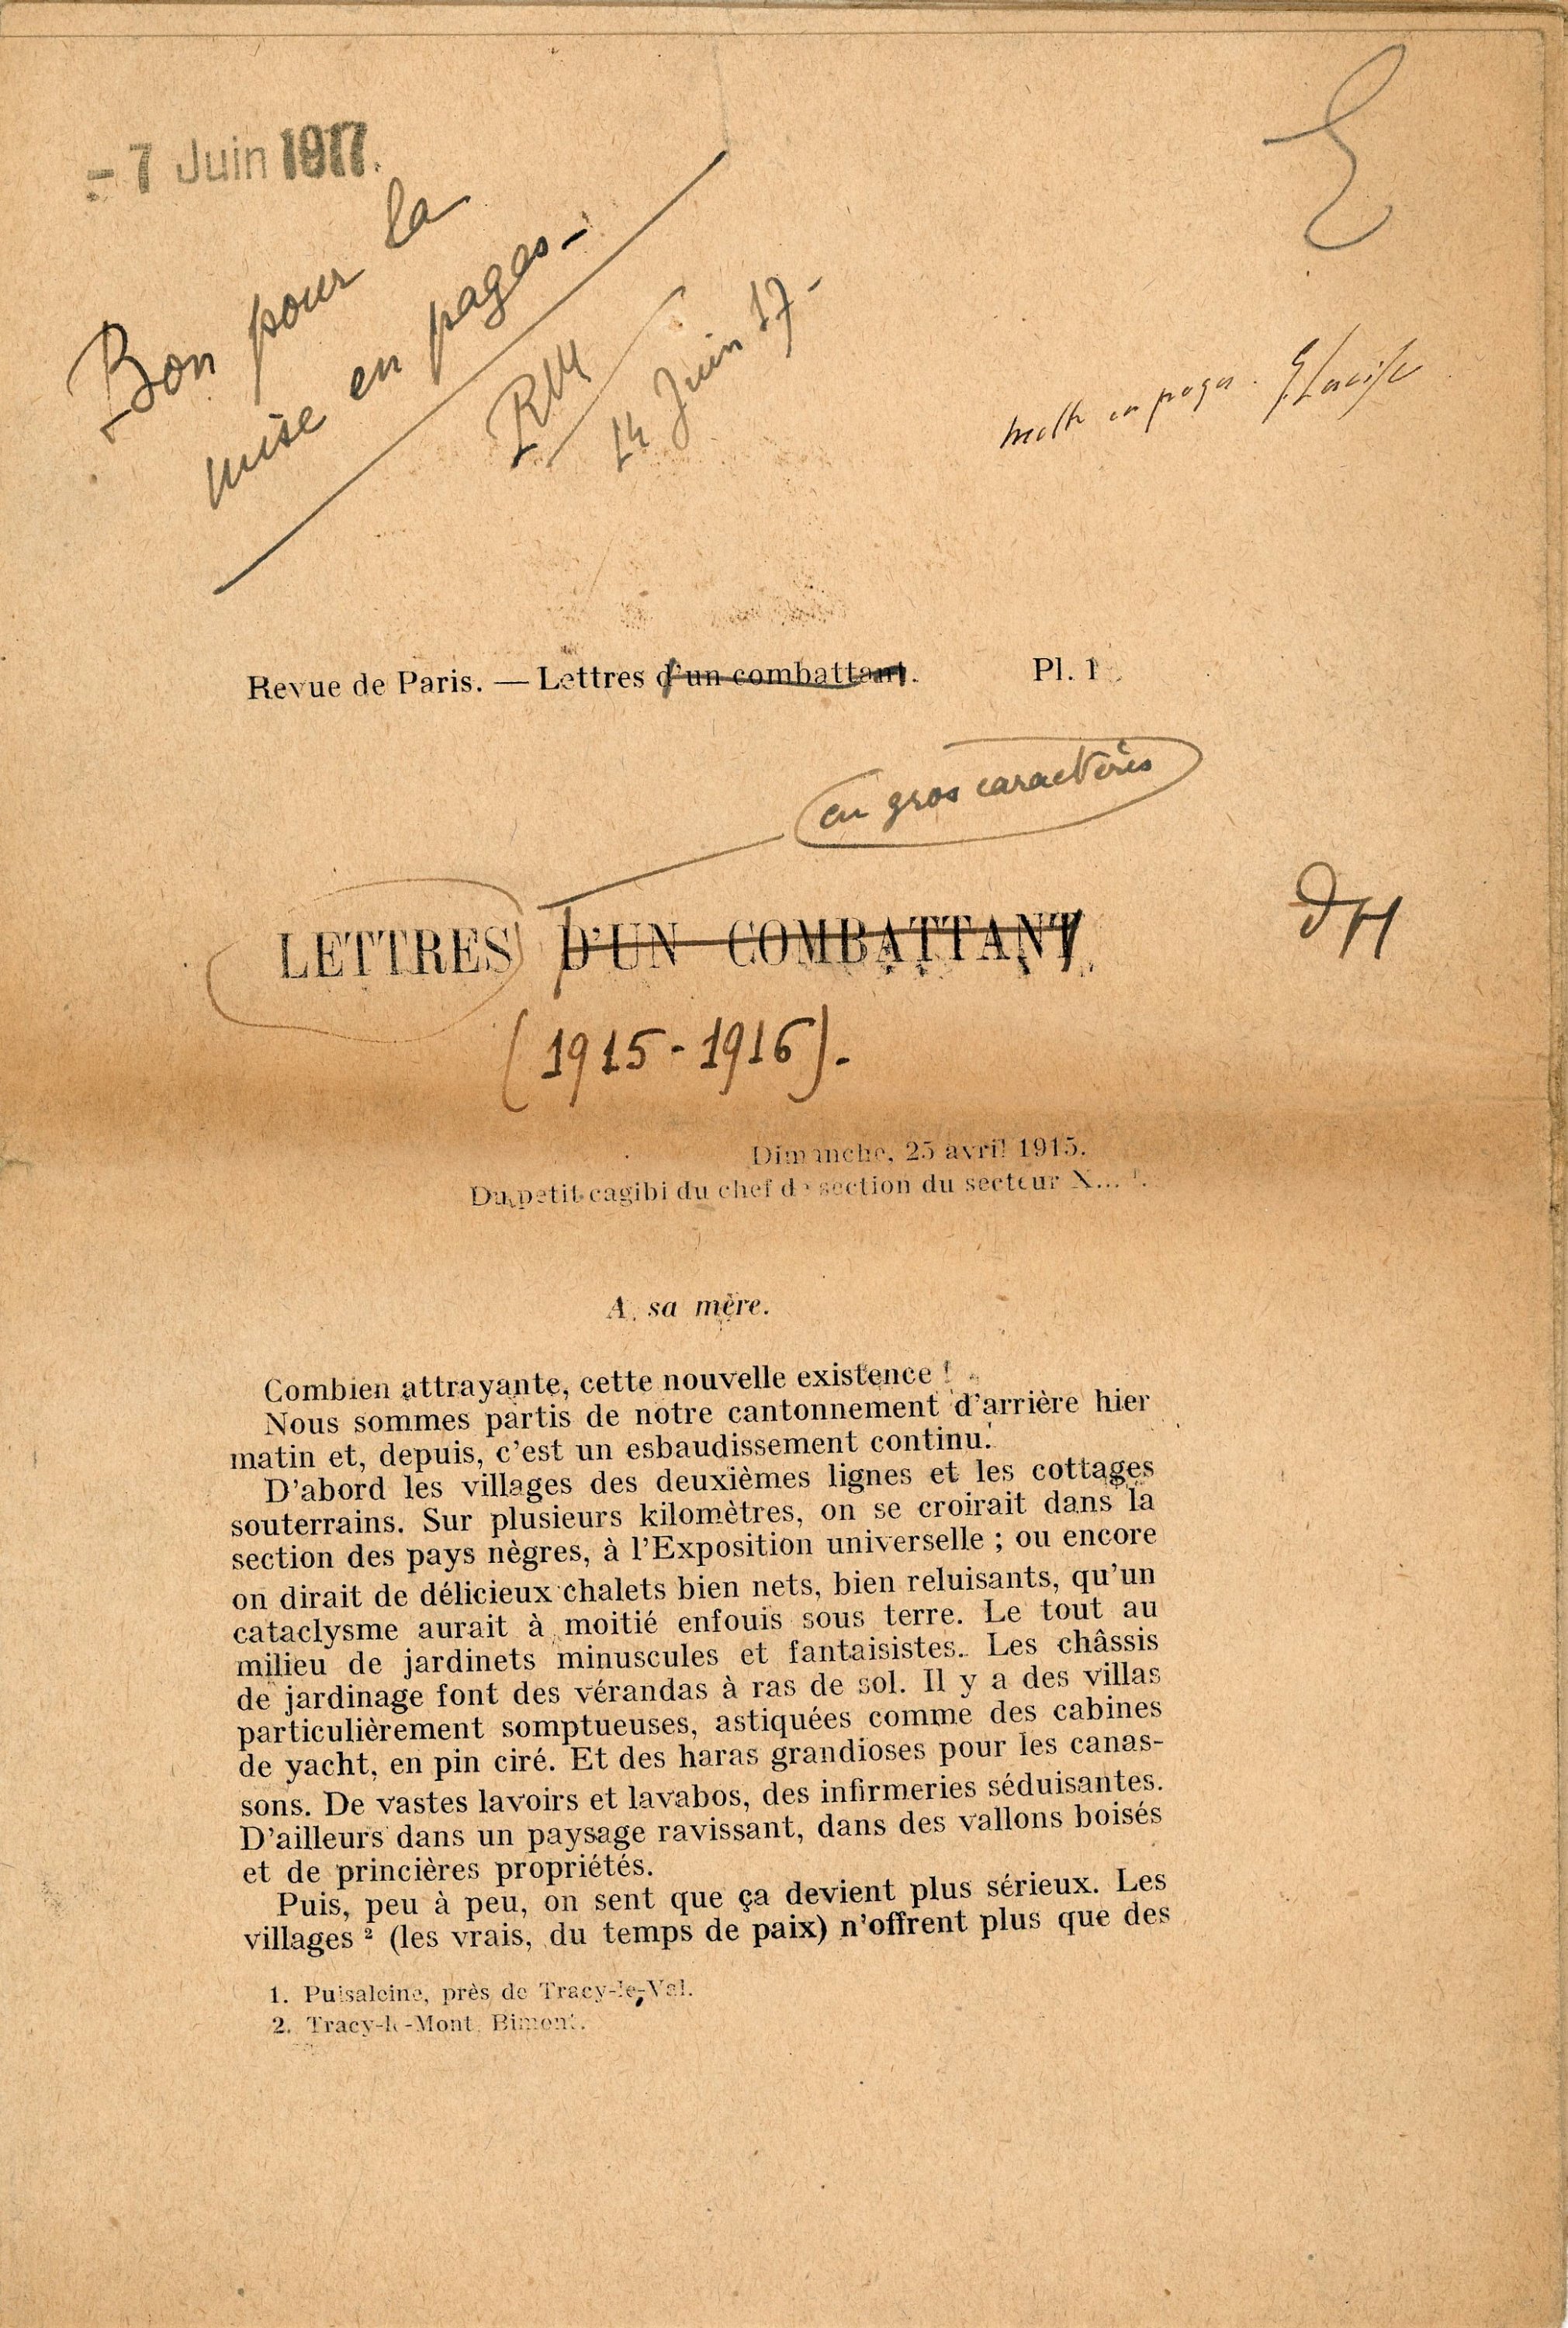 - 7 Juin 1917.
Bon pour la
mise en pages -
RM
14 Juin 17 -
mettre en pages. E Lavisse
Revue de Paris. — Lettres d'un combattant. Pl. 1
en gros caractères
LETTRES D'UN COMBATTANT
(1915-1916).
Dimanche, 25 avril 1915.
Du petit cagibi du chef de section du secteur X... ¹.
A sa mère.
Combien attrayante, cette nouvelle existence !
Nous sommes partis de notre cantonnement d'arrière hier
matin et, depuis, c'est un esbaudissement continu.
D'abord les villages des deuxièmes lignes et les cottages
souterrains. Sur plusieurs kilomètres, on se croirait dans la
section des pays nègres, à l'Exposition universelle ; ou encore
on dirait de délicieux chalets bien nets, bien reluisants, qu'un
cataclysme aurait à moitié enfouis sous terre. Le tout au
milieu de jardinets minuscules et fantaisistes. Les châssis
de jardinage font des vérandas à ras de sol. Il y a des villas
particulièrement somptueuses, astiquées comme des cabines
de yacht, en pin ciré. Et des haras grandioses pour les canas-
sons. De vastes lavoirs et lavabos, des infirmeries séduisantes.
D'ailleurs dans un paysage ravissant, dans des vallons boisés
et de princières propriétés.
Puis, peu à peu, on sent que ça devient plus sérieux. Les
villages ² (les vrais, du temps de paix) n'offrent plus que des
1. Puisaleine, près de Tracy-le-Val.
2. Tracy-le-Mont, Bimont.